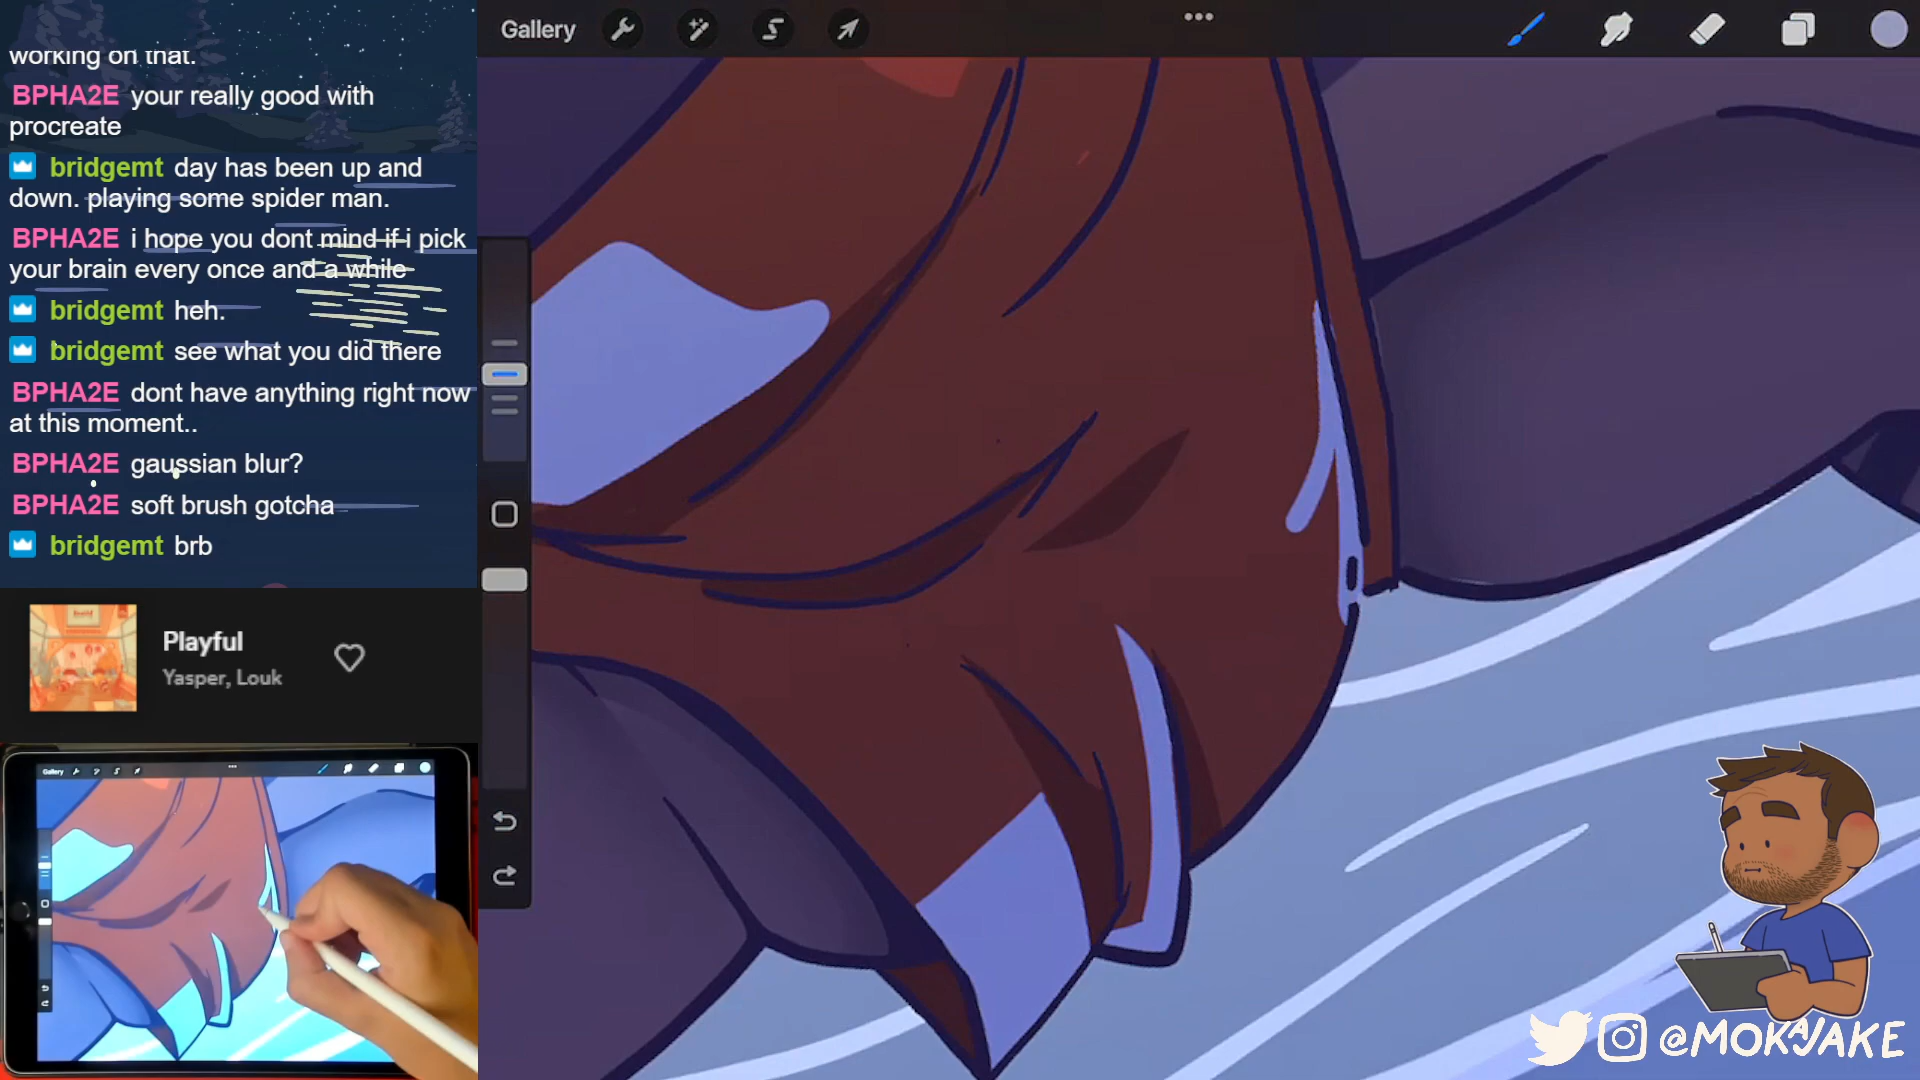 working on that.
BPHA2E your really good with
procreate
bridgemt day has been up and
down. playing some spider man.
BPHA2E i hope you dont mind if i pick
your brain every once and a while
bridgemt heh.
bridgemt see what you did there
BPHA2E dont have anything right now
at this moment..
BPHA2E gaussian blur?
BPHA2E soft brush gotcha
bridgemt brb
Playful
Yasper, Louk
Gallery
Gallery
@MOKAJAKE